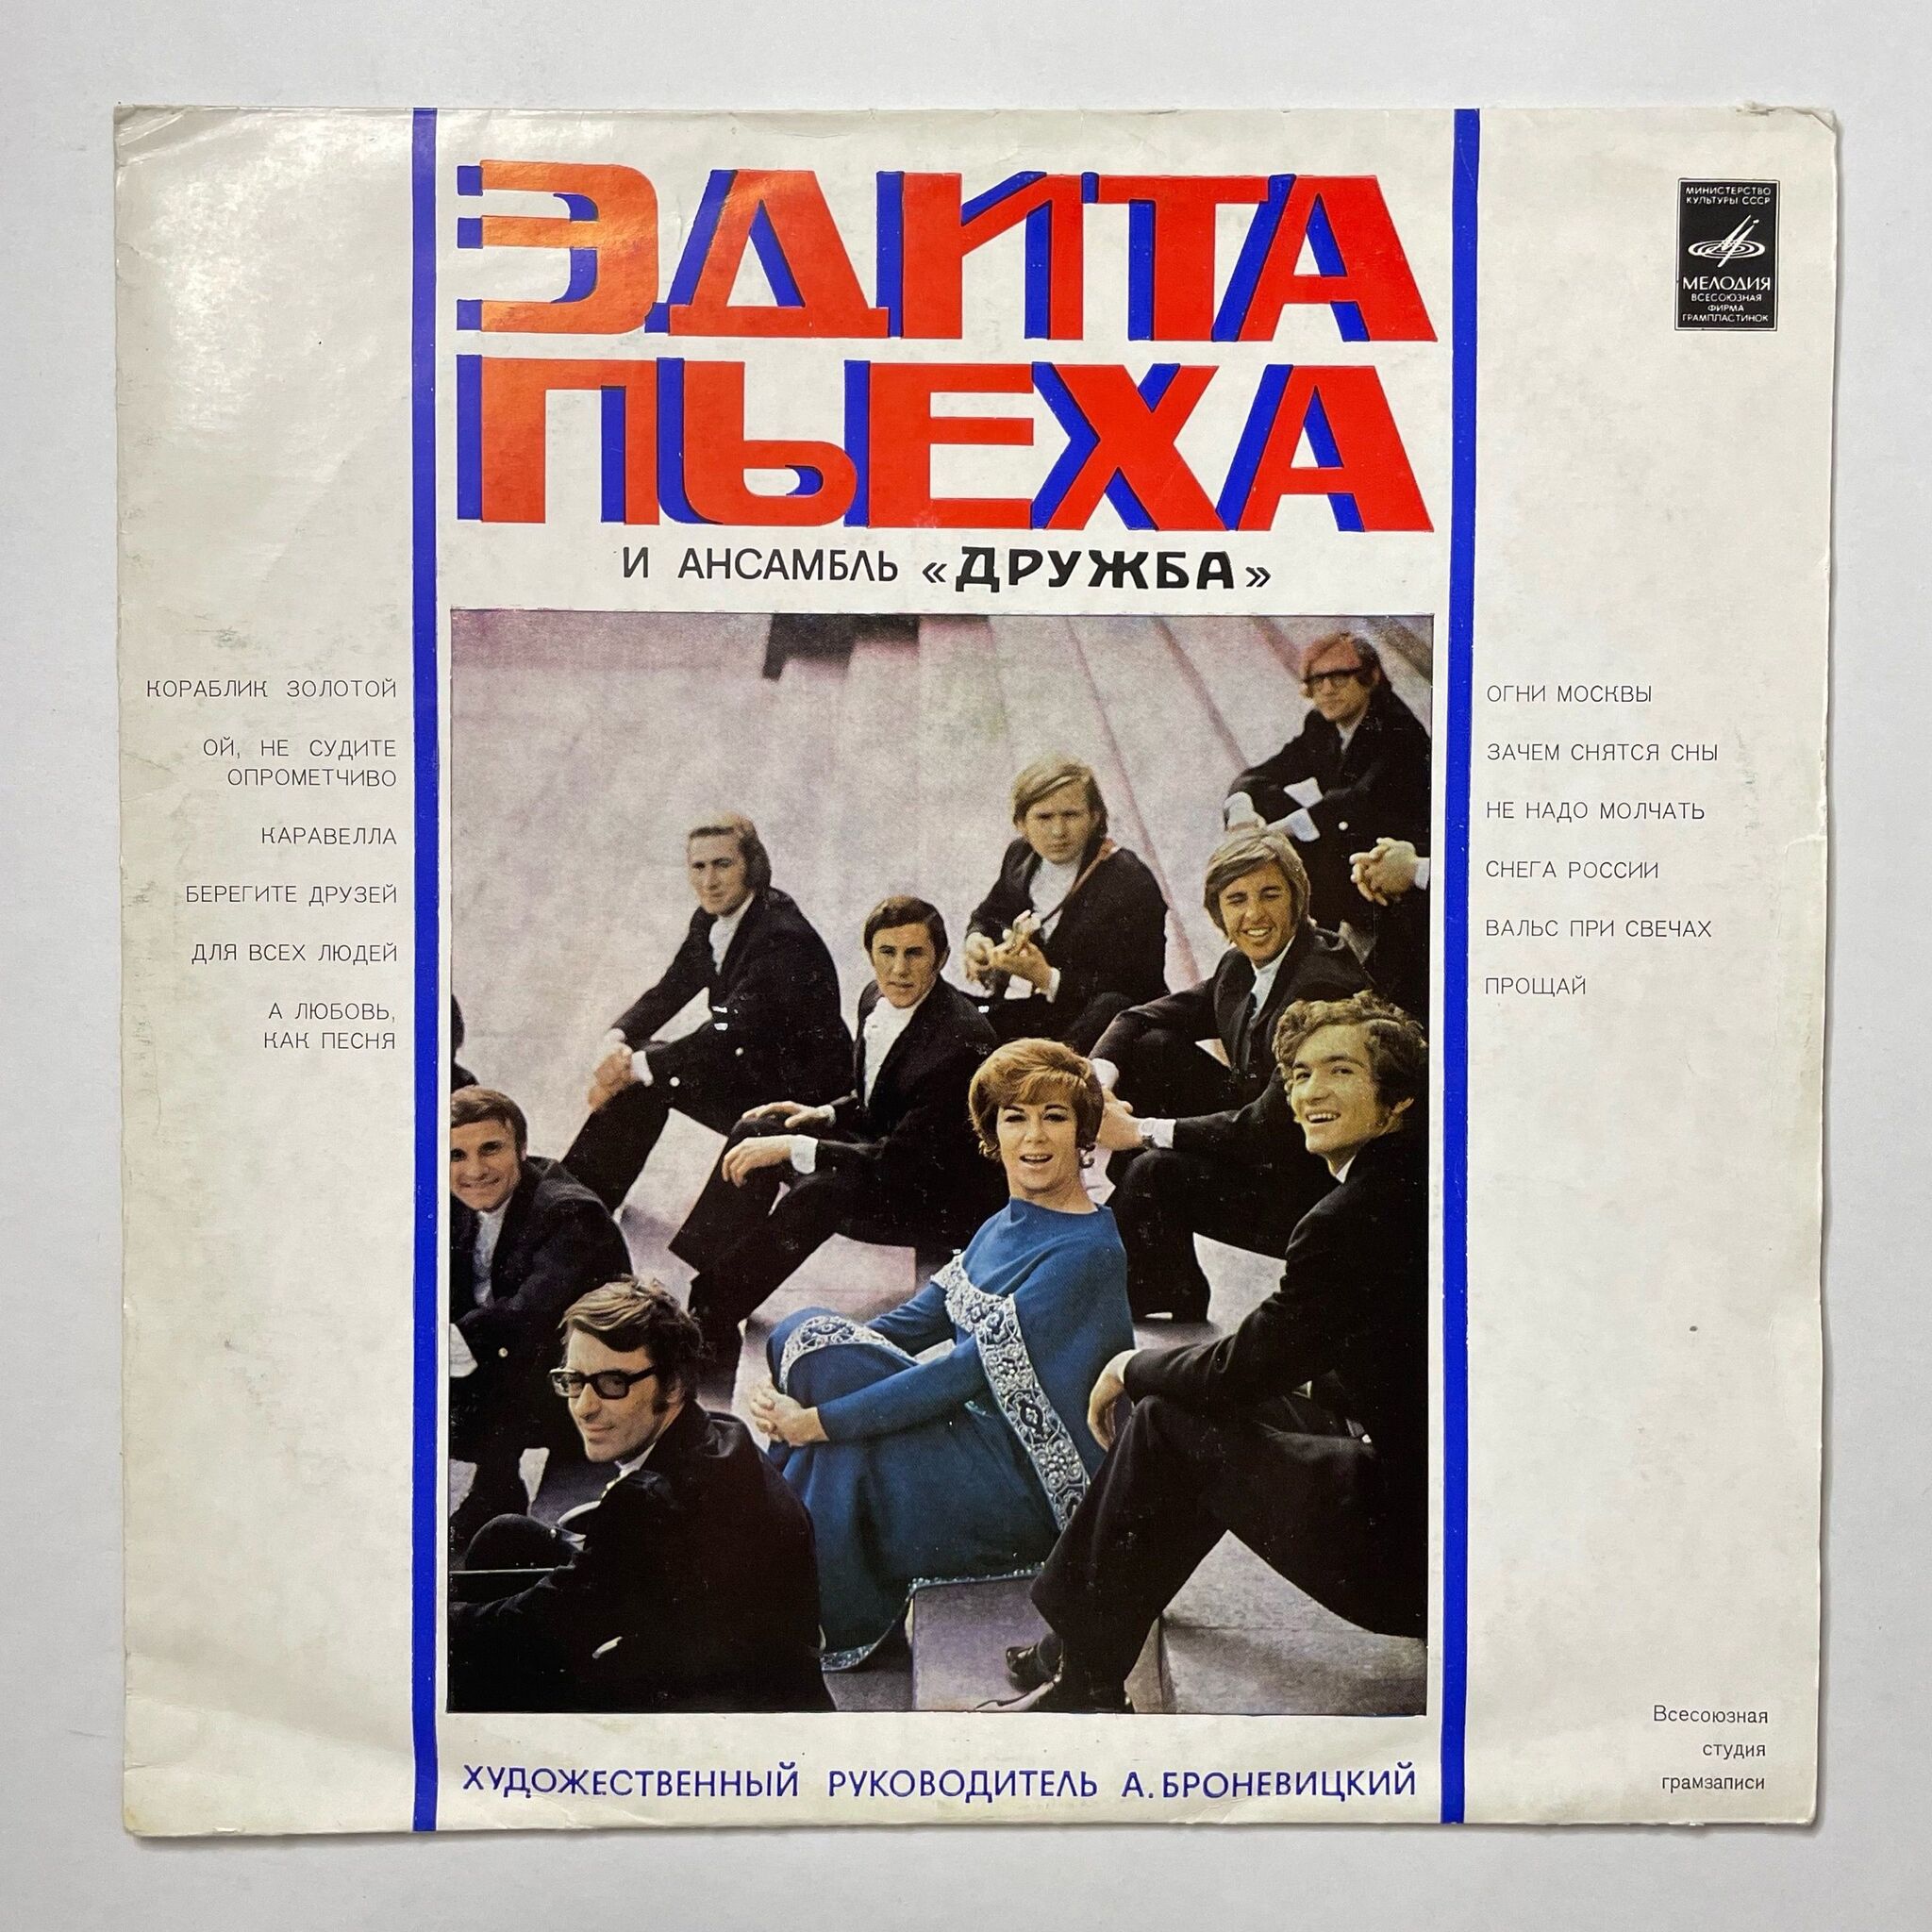 ЭДИТА
ПЬЕХА
И АНСАМБЛЬ «ДРУЖБА»
МИНИСТЕРСТВО
КУЛЬТУРЫ СССР
МЕЛОДИЯ
ВСЕСОЮЗНАЯ
ФИРМА
ГРАМПЛАСТИНОК
КОРАБЛИК ЗОЛОТОЙ
ОЙ, НЕ СУДИТЕ
ОПРОМЕТЧИВО
КАРАВЕЛЛА
БЕРЕГИТЕ ДРУЗЕЙ
ДЛЯ ВСЕХ ЛЮДЕЙ
А ЛЮБОВЬ,
КАК ПЕСНЯ
ОГНИ МОСКВЫ
ЗАЧЕМ СНЯТСЯ СНЫ
НЕ НАДО МОЛЧАТЬ
СНЕГА РОССИИ
ВАЛЬС ПРИ СВЕЧАХ
ПРОЩАЙ
ХУДОЖЕСТВЕННЫЙ РУКОВОДИТЕЛЬ А. БРОНЕВИЦКИЙ
Всесоюзная
студия
грамзаписи